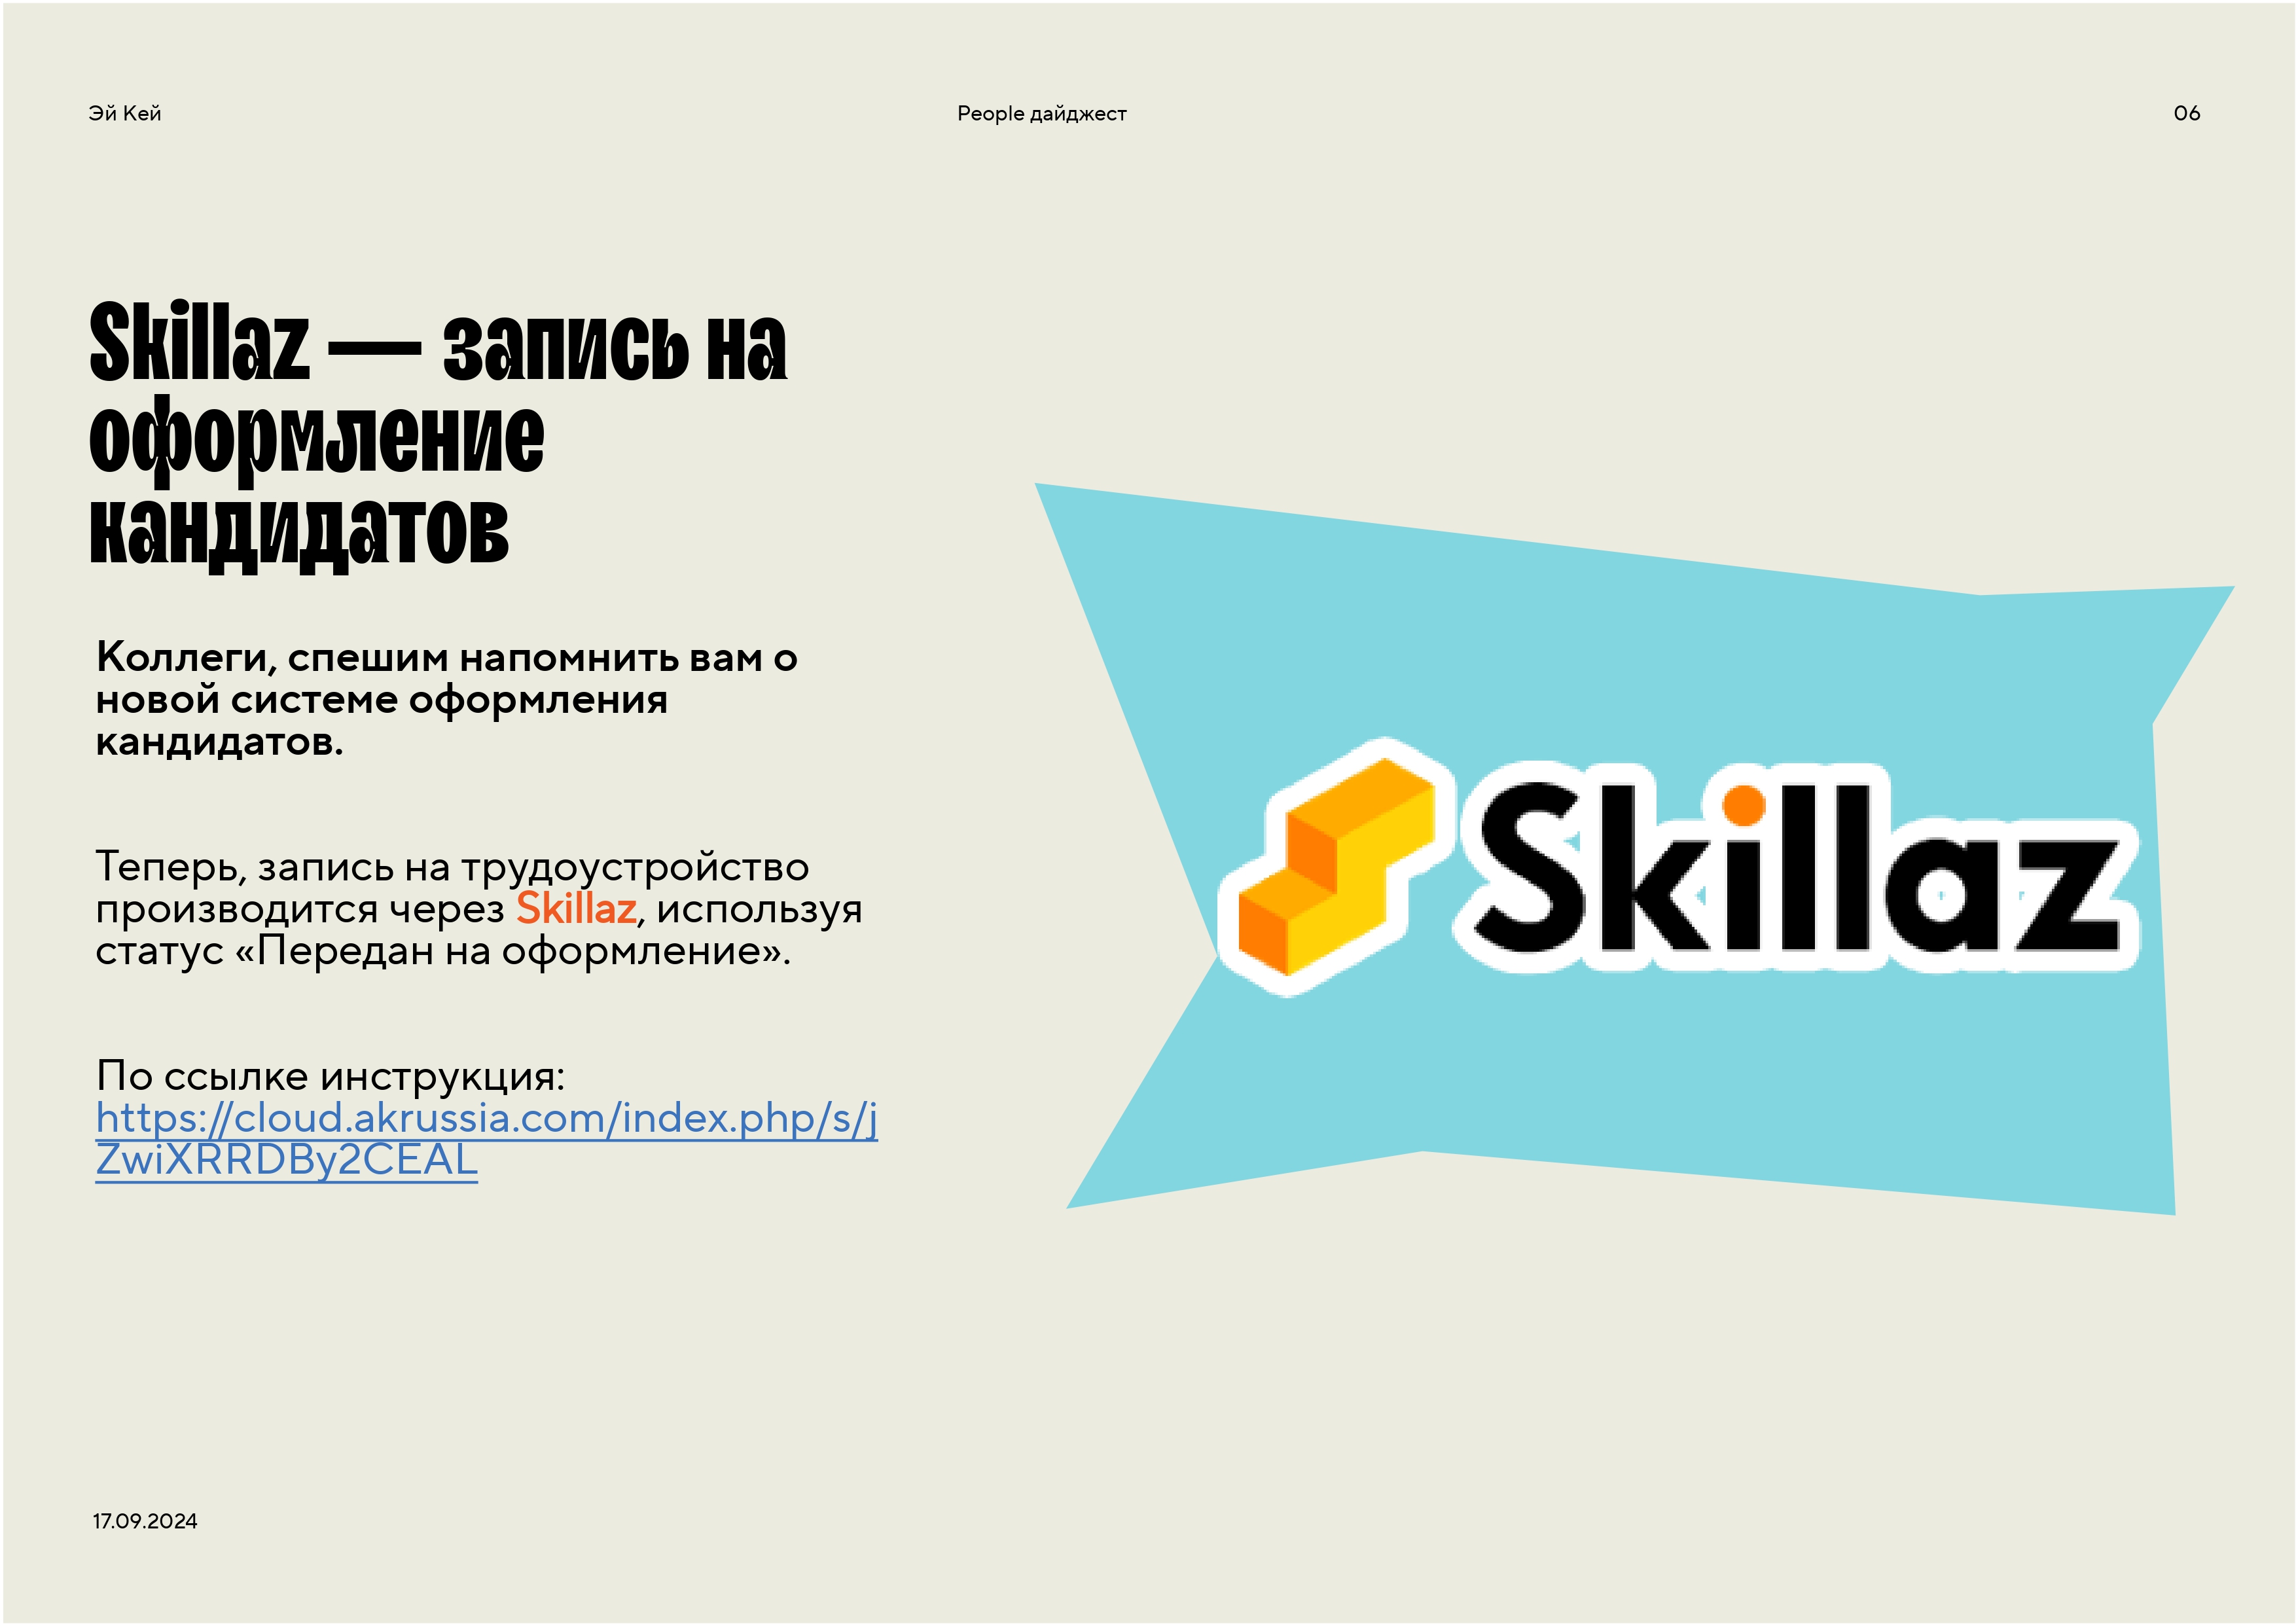 Эй Кей
People дайджест
06
Skillaz — запись на
оформление
кандидатов
Коллеги, спешим напомнить вам о
новой системе оформления
кандидатов.
Теперь, запись на трудоустройство
производится через Skillaz, используя
статус «Передан на оформление».
По ссылке инструкция:
https://cloud.akrussia.com/index.php/s/j
ZwiXRRDBy2CEAL
Skillaz
17.09.2024